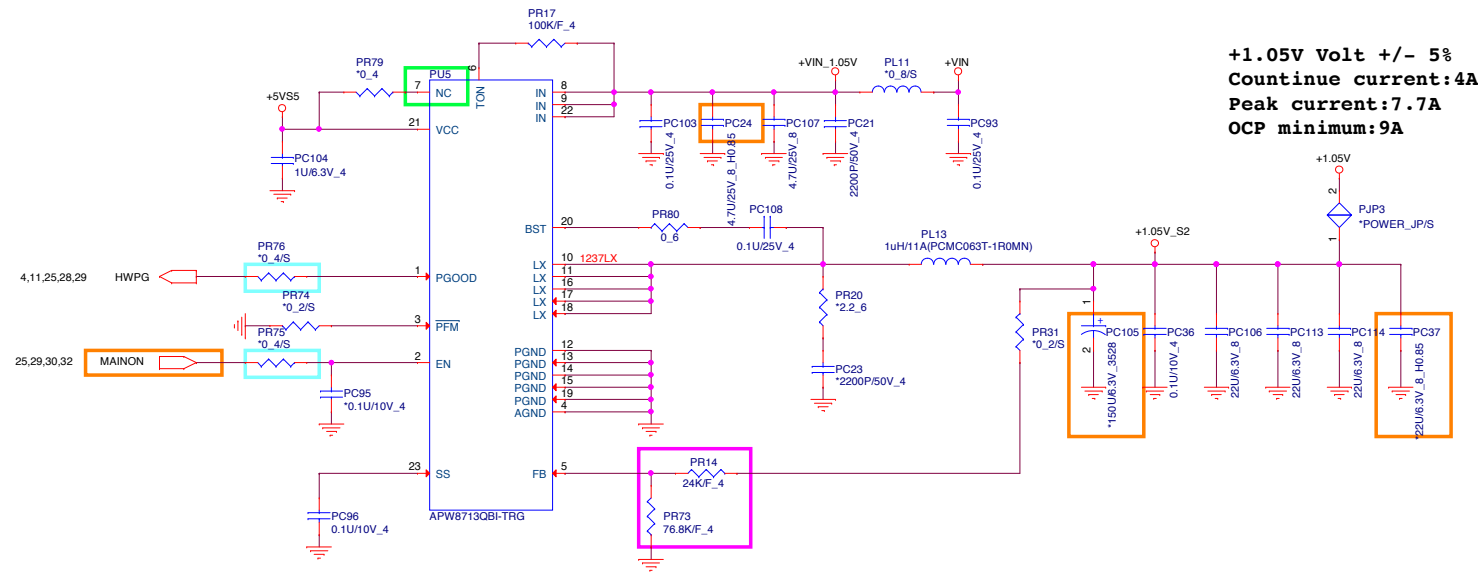 PR17
100K/F_4
+1.05V Volt +/- 5%
Countinue current:4A
Peak current:7.7A
OCP minimum:9A
PR79
*0_4
PU5
6
TON
+VIN_1.05V
PL11
*0_8/S
+VIN
7
NC
8
IN
9
IN
22
IN
+5VS5
21
VCC
PC104
1U/6.3V_4
PC103
0.1U/25V_4
PC24
4.7U/25V_8_H0.85
PC107
4.7U/25V_8
PC21
2200P/50V_4
PC93
0.1U/25V_4
+1.05V
2
PJP3
*POWER_JP/S
1
BST
20
PR80
0_6
PC108
0.1U/25V_4
PL13
1uH/11A(PCMC063T-1R0MN)
+1.05V_S2
4,11,25,28,29
HWPG
PR76
*0_4/S
1
PGOOD
LX
10
1237LX
LX
11
LX
16
LX
17
LX
18
PR74
*0_2/S
3
PFM
PR20
*2.2_6
PR31
*0_2/S
1
+
PC105
2
*150U/6.3V_3528
PC36
0.1U/10V_4
PC106
22U/6.3V_8
PC113
22U/6.3V_8
PC114
22U/6.3V_8
PC37
*22U/6.3V_8_H0.85
25,29,30,32
MAINON
PR75
*0_4/S
2
EN
PC95
*0.1U/10V_4
PGND
12
PGND
13
PGND
14
PGND
15
PGND
19
AGND
4
PC23
*2200P/50V_4
23
SS
FB
5
PR14
24K/F_4
PC96
0.1U/10V_4
APW8713QBI-TRG
PR73
76.8K/F_4